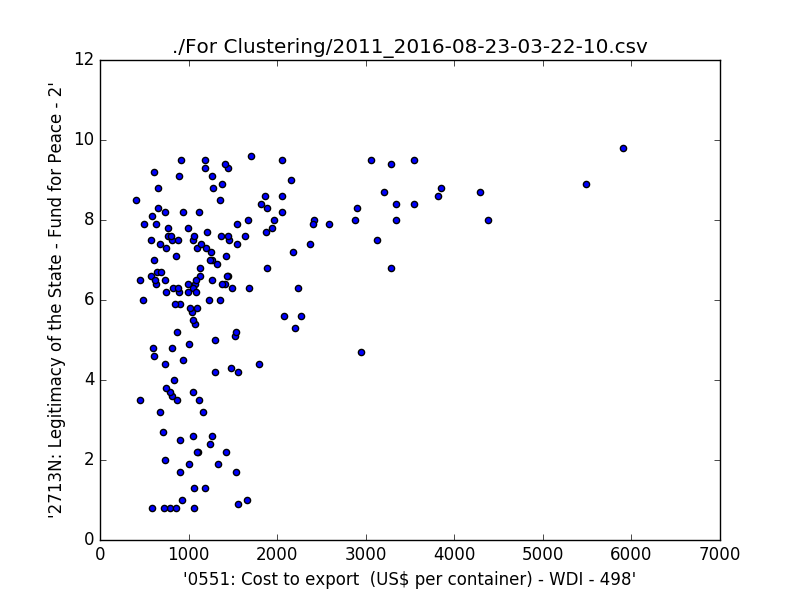 ./For Clustering/2011_2016-08-23-03-22-10.csv
'2713N: Legitimacy of the State - Fund for Peace - 2'
12
10
8
6
4
2
0
0 1000 2000 3000 4000 5000 6000 7000
'0551: Cost to export  (US$ per container) - WDI - 498'